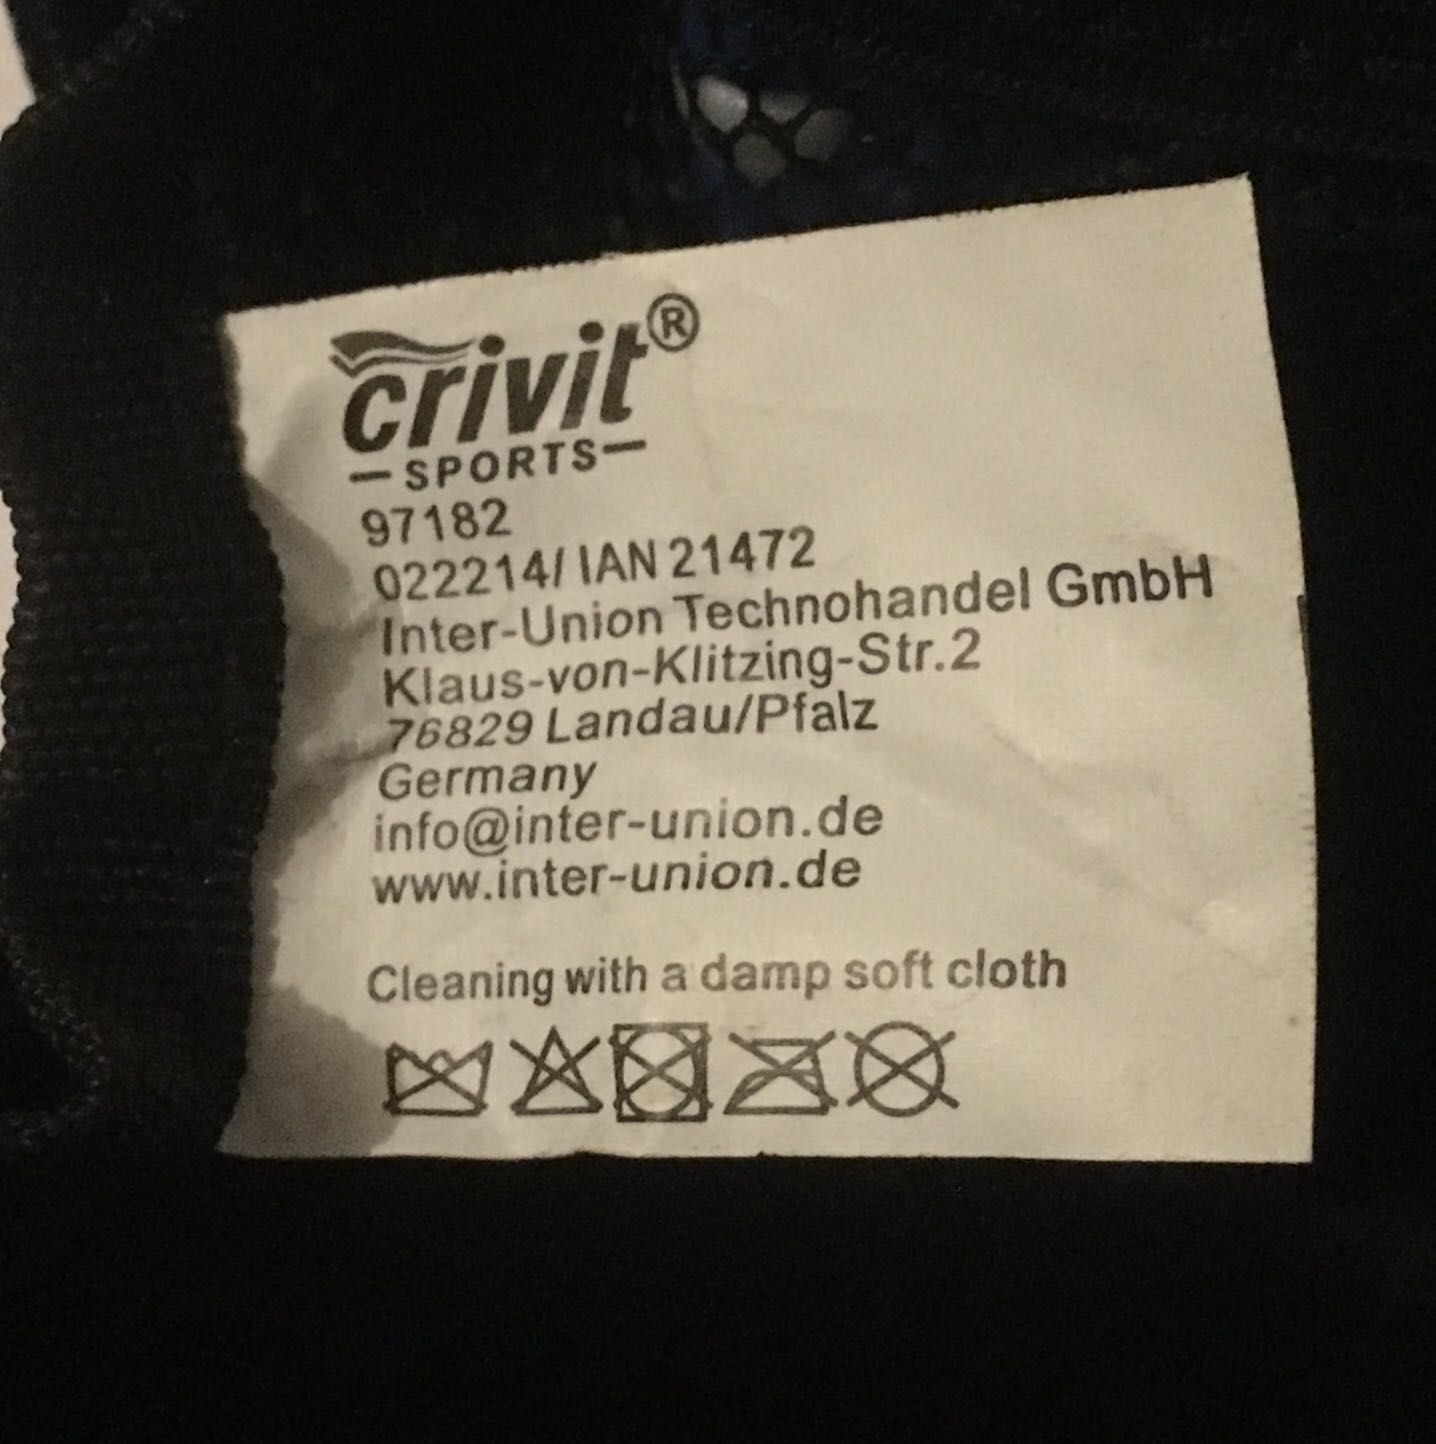 crivit®
—SPORTS—
97182
022214/ IAN 21472
Inter-Union Technohandel GmbH
Klaus-von-Klitzing-Str.2
76829 Landau/Pfalz
Germany
info@inter-union.de
www.inter-union.de
Cleaning with a damp soft cloth